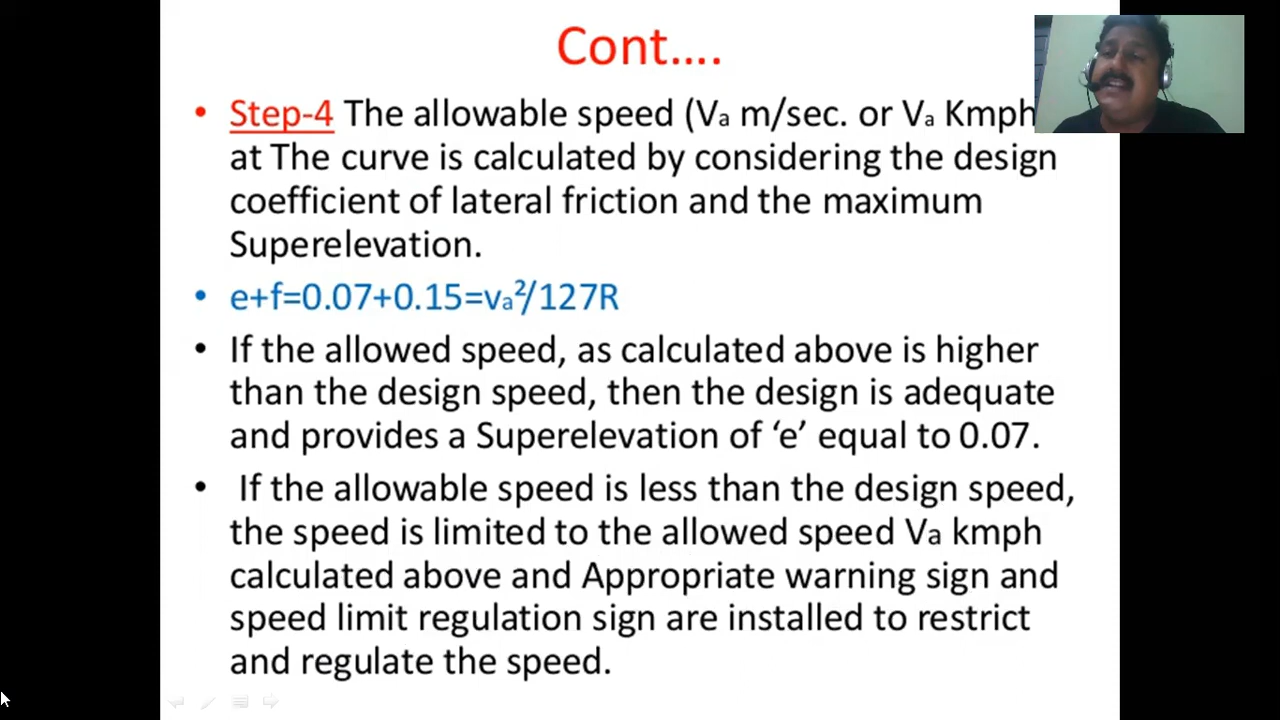 Cont....
• Step-4 The allowable speed (Va m/sec. or Va Kmph
at The curve is calculated by considering the design
coefficient of lateral friction and the maximum
Superelevation.
• e+f=0.07+0.15=va²/127R
• If the allowed speed, as calculated above is higher
than the design speed, then the design is adequate
and provides a Superelevation of ‘e’ equal to 0.07.
• If the allowable speed is less than the design speed,
the speed is limited to the allowed speed Va kmph
calculated above and Appropriate warning sign and
speed limit regulation sign are installed to restrict
and regulate the speed.